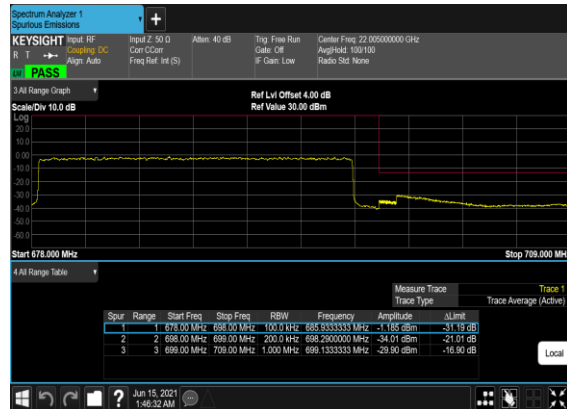 Spectrum Analyzer 1
Spurious Emissions
+
KEYSIGHT Input: RF Input Z: 50 Ω Atten: 40 dB Trig: Free Run Center Freq: 22.005000000 GHz
R T Coupling: DC Corr CCorr Gate: Off Avg|Hold: 100/100
Align: Auto Freq Ref: Int (S) IF Gain: Low Radio Std: None
PASS
3 All Range Graph
Ref Lvl Offset 4.00 dB
Scale/Div 10.0 dB Ref Value 30.00 dBm
Log
20.0
10.0
0.00
-10.0
-20.0
-30.0
-40.0
-50.0
-60.0
Start 678.000 MHz Stop 709.000 MH
4 All Range Table
Measure Trace Trace 1
Trace Type Trace Average (Active)
Spur Range Start Freq Stop Freq RBW Frequency Amplitude ΔLimit
1 1 678.00 MHz 698.00 MHz 100.0 kHz 685.9333333 MHz -1.185 dBm -31.19 dB
2 2 698.00 MHz 699.00 MHz 200.0 kHz 698.2900000 MHz -34.01 dBm -21.01 dB
3 3 699.00 MHz 709.00 MHz 1.000 MHz 699.1333333 MHz -29.90 dBm -16.90 dB
Local
? Jun 15, 2021
1:46:32 AM